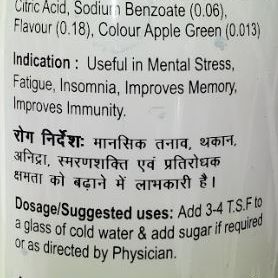 Citric Acid, Sodium Benzoate (0.06),
Flavour (0.18), Colour Apple Green (0.013)
Indication : Useful in Mental Stress,
Fatigue, Insomnia, Improves Memory,
Improves Immunity.
रोग निर्देश: मानसिक तनाव, थकान,
अनिद्रा, स्मरणशक्ति एवं प्रतिरोधक
क्षमता को बढ़ाने में लाभकारी है।
Dosage/Suggested uses: Add 3-4 T.S.F to
a glass of cold water & add sugar if required
or as directed by Physician.